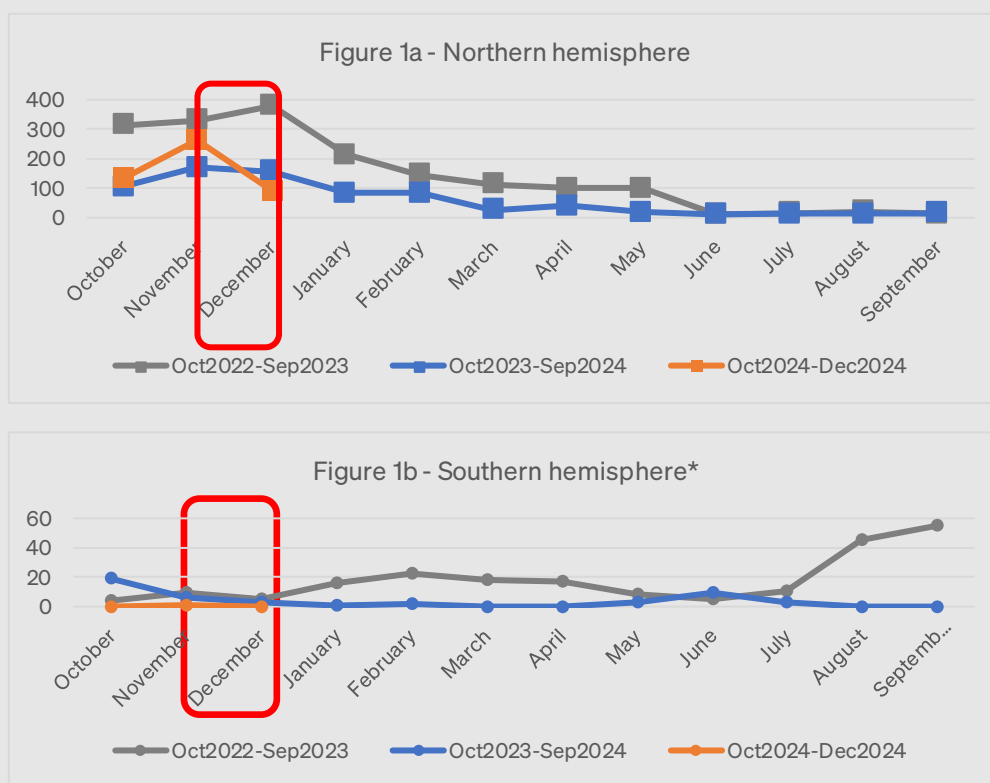 Figure 1a - Northern hemisphere
400
300
200
100
0
October
November
December
January
February
March
April
May
June
July
August
September
Oct2022-Sep2023
Oct2023-Sep2024
Oct2024-Dec2024
Figure 1b - Southern hemisphere*
60
40
20
0
October
November
December
January
February
March
April
May
June
July
August
Septemb...
Oct2022-Sep2023
Oct2023-Sep2024
Oct2024-Dec2024